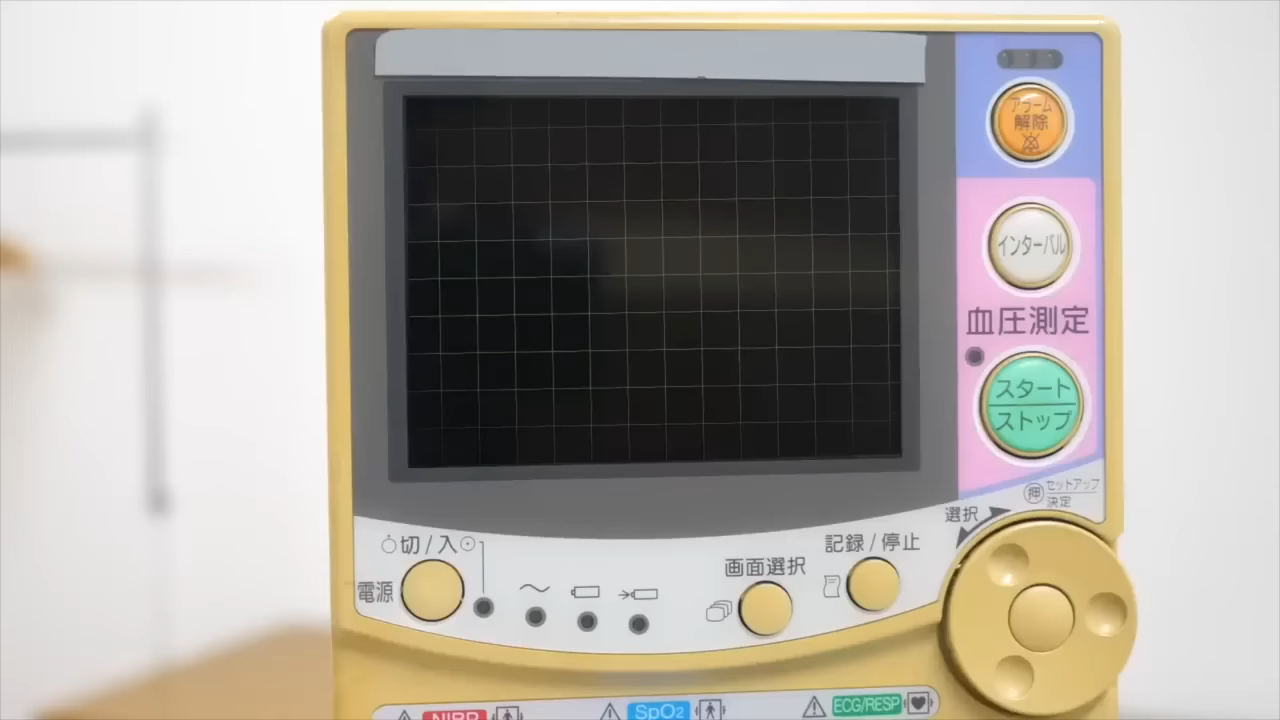 アラーム
解除
インターバル
血圧測定
スタート
ストップ
押 セットアップ
決定
選択
切/入
電源
画面選択
記録/停止
NIBP
SpO2
ECG/RESP